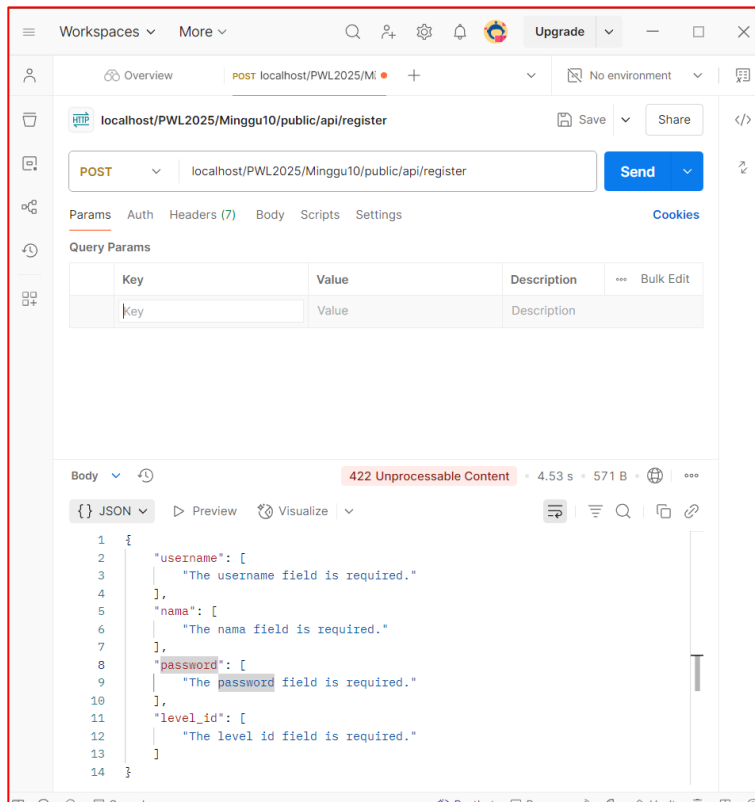 Workspaces More Upgrade
Overview POST localhost/PWL2025/Mi No environment
HTTP localhost/PWL2025/Minggu10/public/api/register Save Share
POST localhost/PWL2025/Minggu10/public/api/register Send
Params Auth Headers (7) Body Scripts Settings Cookies
Query Params
Key Value Description Bulk Edit
Key Value Description
Body 422 Unprocessable Content 4.53 s 571 B
{} JSON Preview Visualize
1 {
2 "username": [
3 "The username field is required."
4 ],
5 "nama": [
6 "The nama field is required."
7 ],
8 "password": [
9 "The password field is required."
10 ],
11 "level_id": [
12 "The level id field is required."
13 ]
14 }